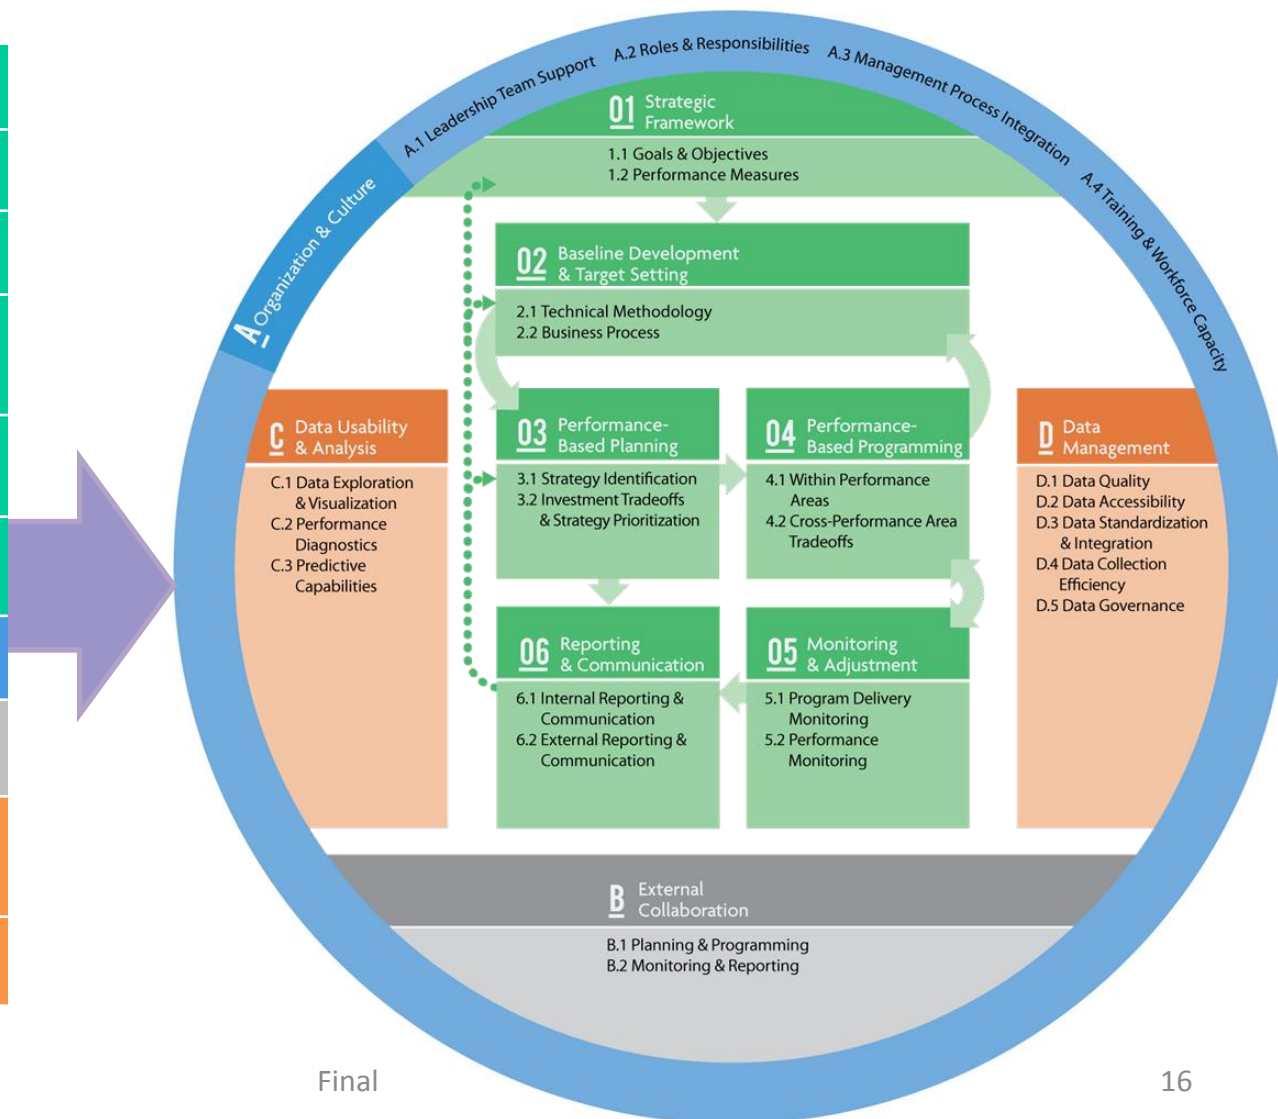 A Organization & Culture
A.1 Leadership Team Support
A.2 Roles & Responsibilities
A.3 Management Process Integration
A.4 Training & Workforce Capacity
01 Strategic
Framework
1.1 Goals & Objectives
1.2 Performance Measures
02 Baseline Development
& Target Setting
2.1 Technical Methodology
2.2 Business Process
C Data Usability
& Analysis
C.1 Data Exploration
& Visualization
C.2 Performance
Diagnostics
C.3 Predictive
Capabilities
03 Performance-
Based Planning
3.1 Strategy Identification
3.2 Investment Tradeoffs
& Strategy Prioritization
04 Performance-
Based Programming
4.1 Within Performance
Areas
4.2 Cross-Performance Area
Tradeoffs
D Data
Management
D.1 Data Quality
D.2 Data Accessibility
D.3 Data Standardization
& Integration
D.4 Data Collection
Efficiency
D.5 Data Governance
06 Reporting
& Communication
6.1 Internal Reporting &
Communication
6.2 External Reporting &
Communication
05 Monitoring
& Adjustment
5.1 Program Delivery
Monitoring
5.2 Performance
Monitoring
B External
Collaboration
B.1 Planning & Programming
B.2 Monitoring & Reporting
Final
16